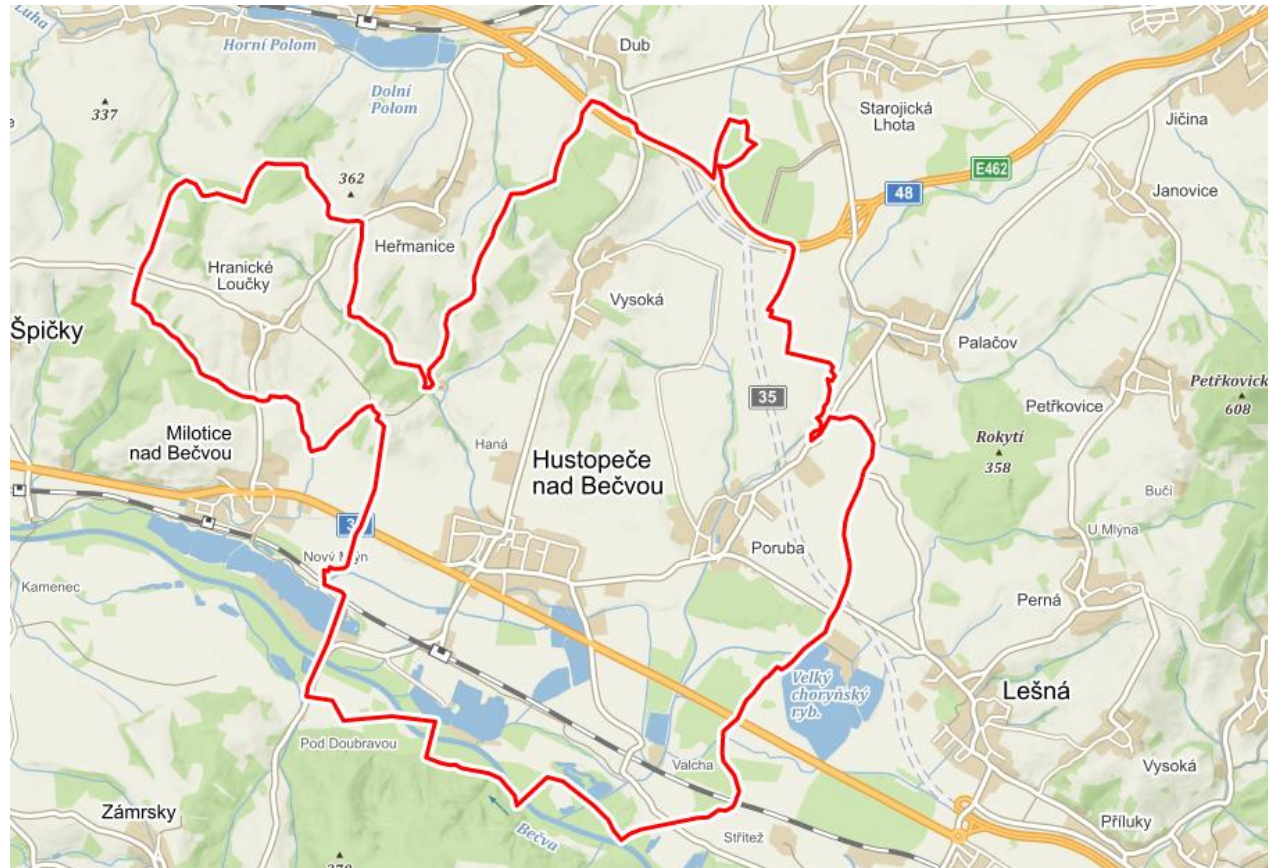 Luha
Horní Polom
Dub
Dolní
Polom
337
Starojická
Lhota
Jičina
E462
48
Janovice
362
Heřmanice
Hranické
Loučky
Vysoká
Špičky
Palačov
Petřkovick
608
35
Petřkovice
Rokytí
358
Milotice
nad Bečvou
Haná
Hustopeče
nad Bečvou
Bučí
U Mlýna
Poruba
Nový Mlýn
Kamenec
Perná
Velký
choryňský
ryb.
Lešná
Pod Doubravou
Valcha
Vysoká
Zámrsky
Bečva
Střítež
Příluky